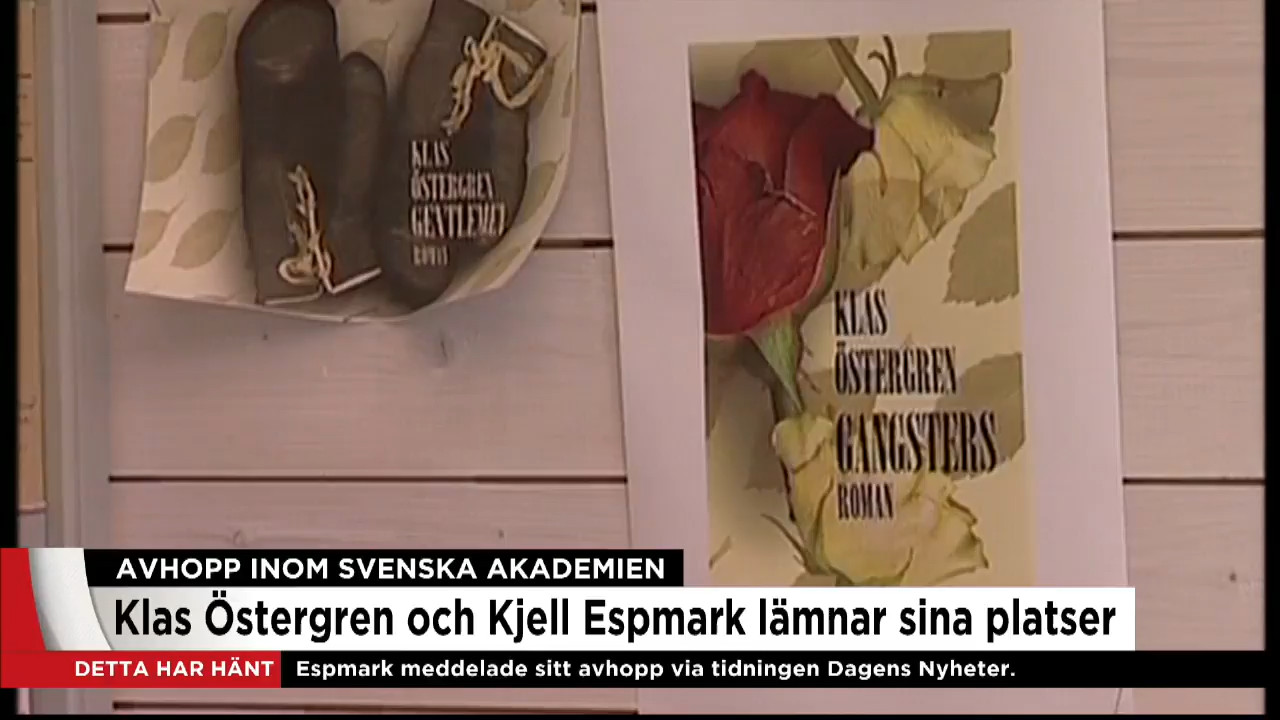 KLAS
ÖSTERGREN
GENTLEMEN
ROMAN
KLAS
ÖSTERGREN
GANGSTERS
ROMAN
AVHOPP INOM SVENSKA AKADEMIEN
Klas Östergren och Kjell Espmark lämnar sina platser
DETTA HAR HÄNT Espmark meddelade sitt avhopp via tidningen Dagens Nyheter.